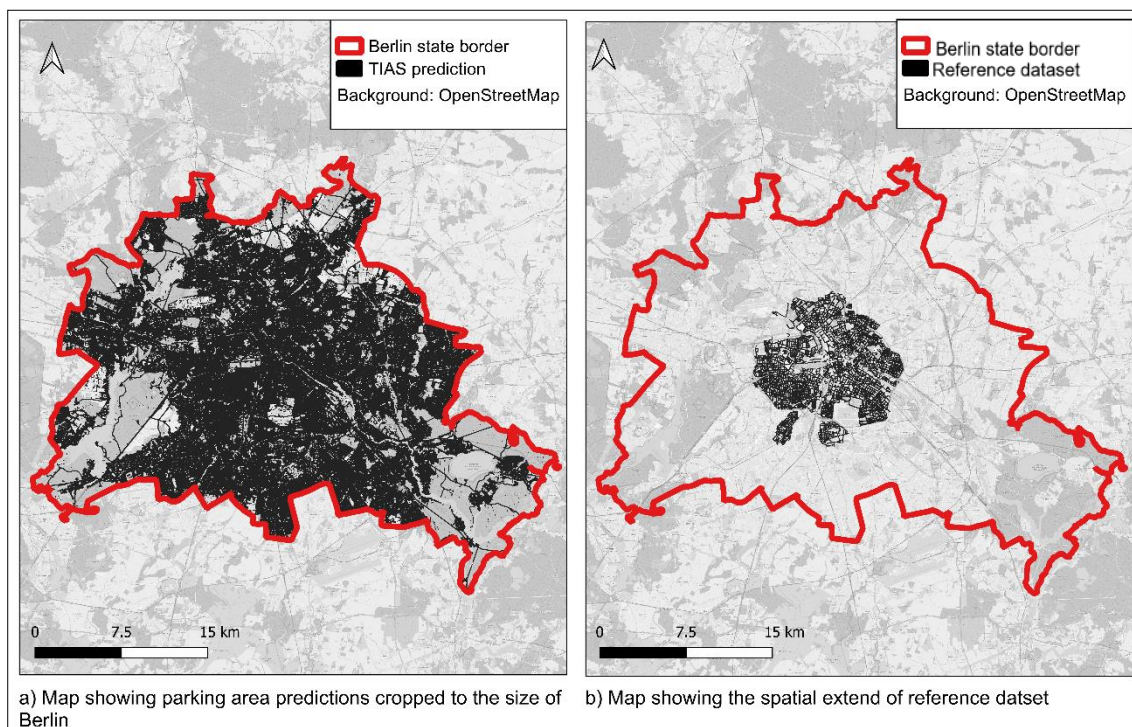 Berlin state border
TIAS prediction
Background: OpenStreetMap
0 7.5 15 km
a) Map showing parking area predictions cropped to the size of
Berlin
Berlin state border
Reference dataset
Background: OpenStreetMap
0 7.5 15 km
b) Map showing the spatial extend of reference datset